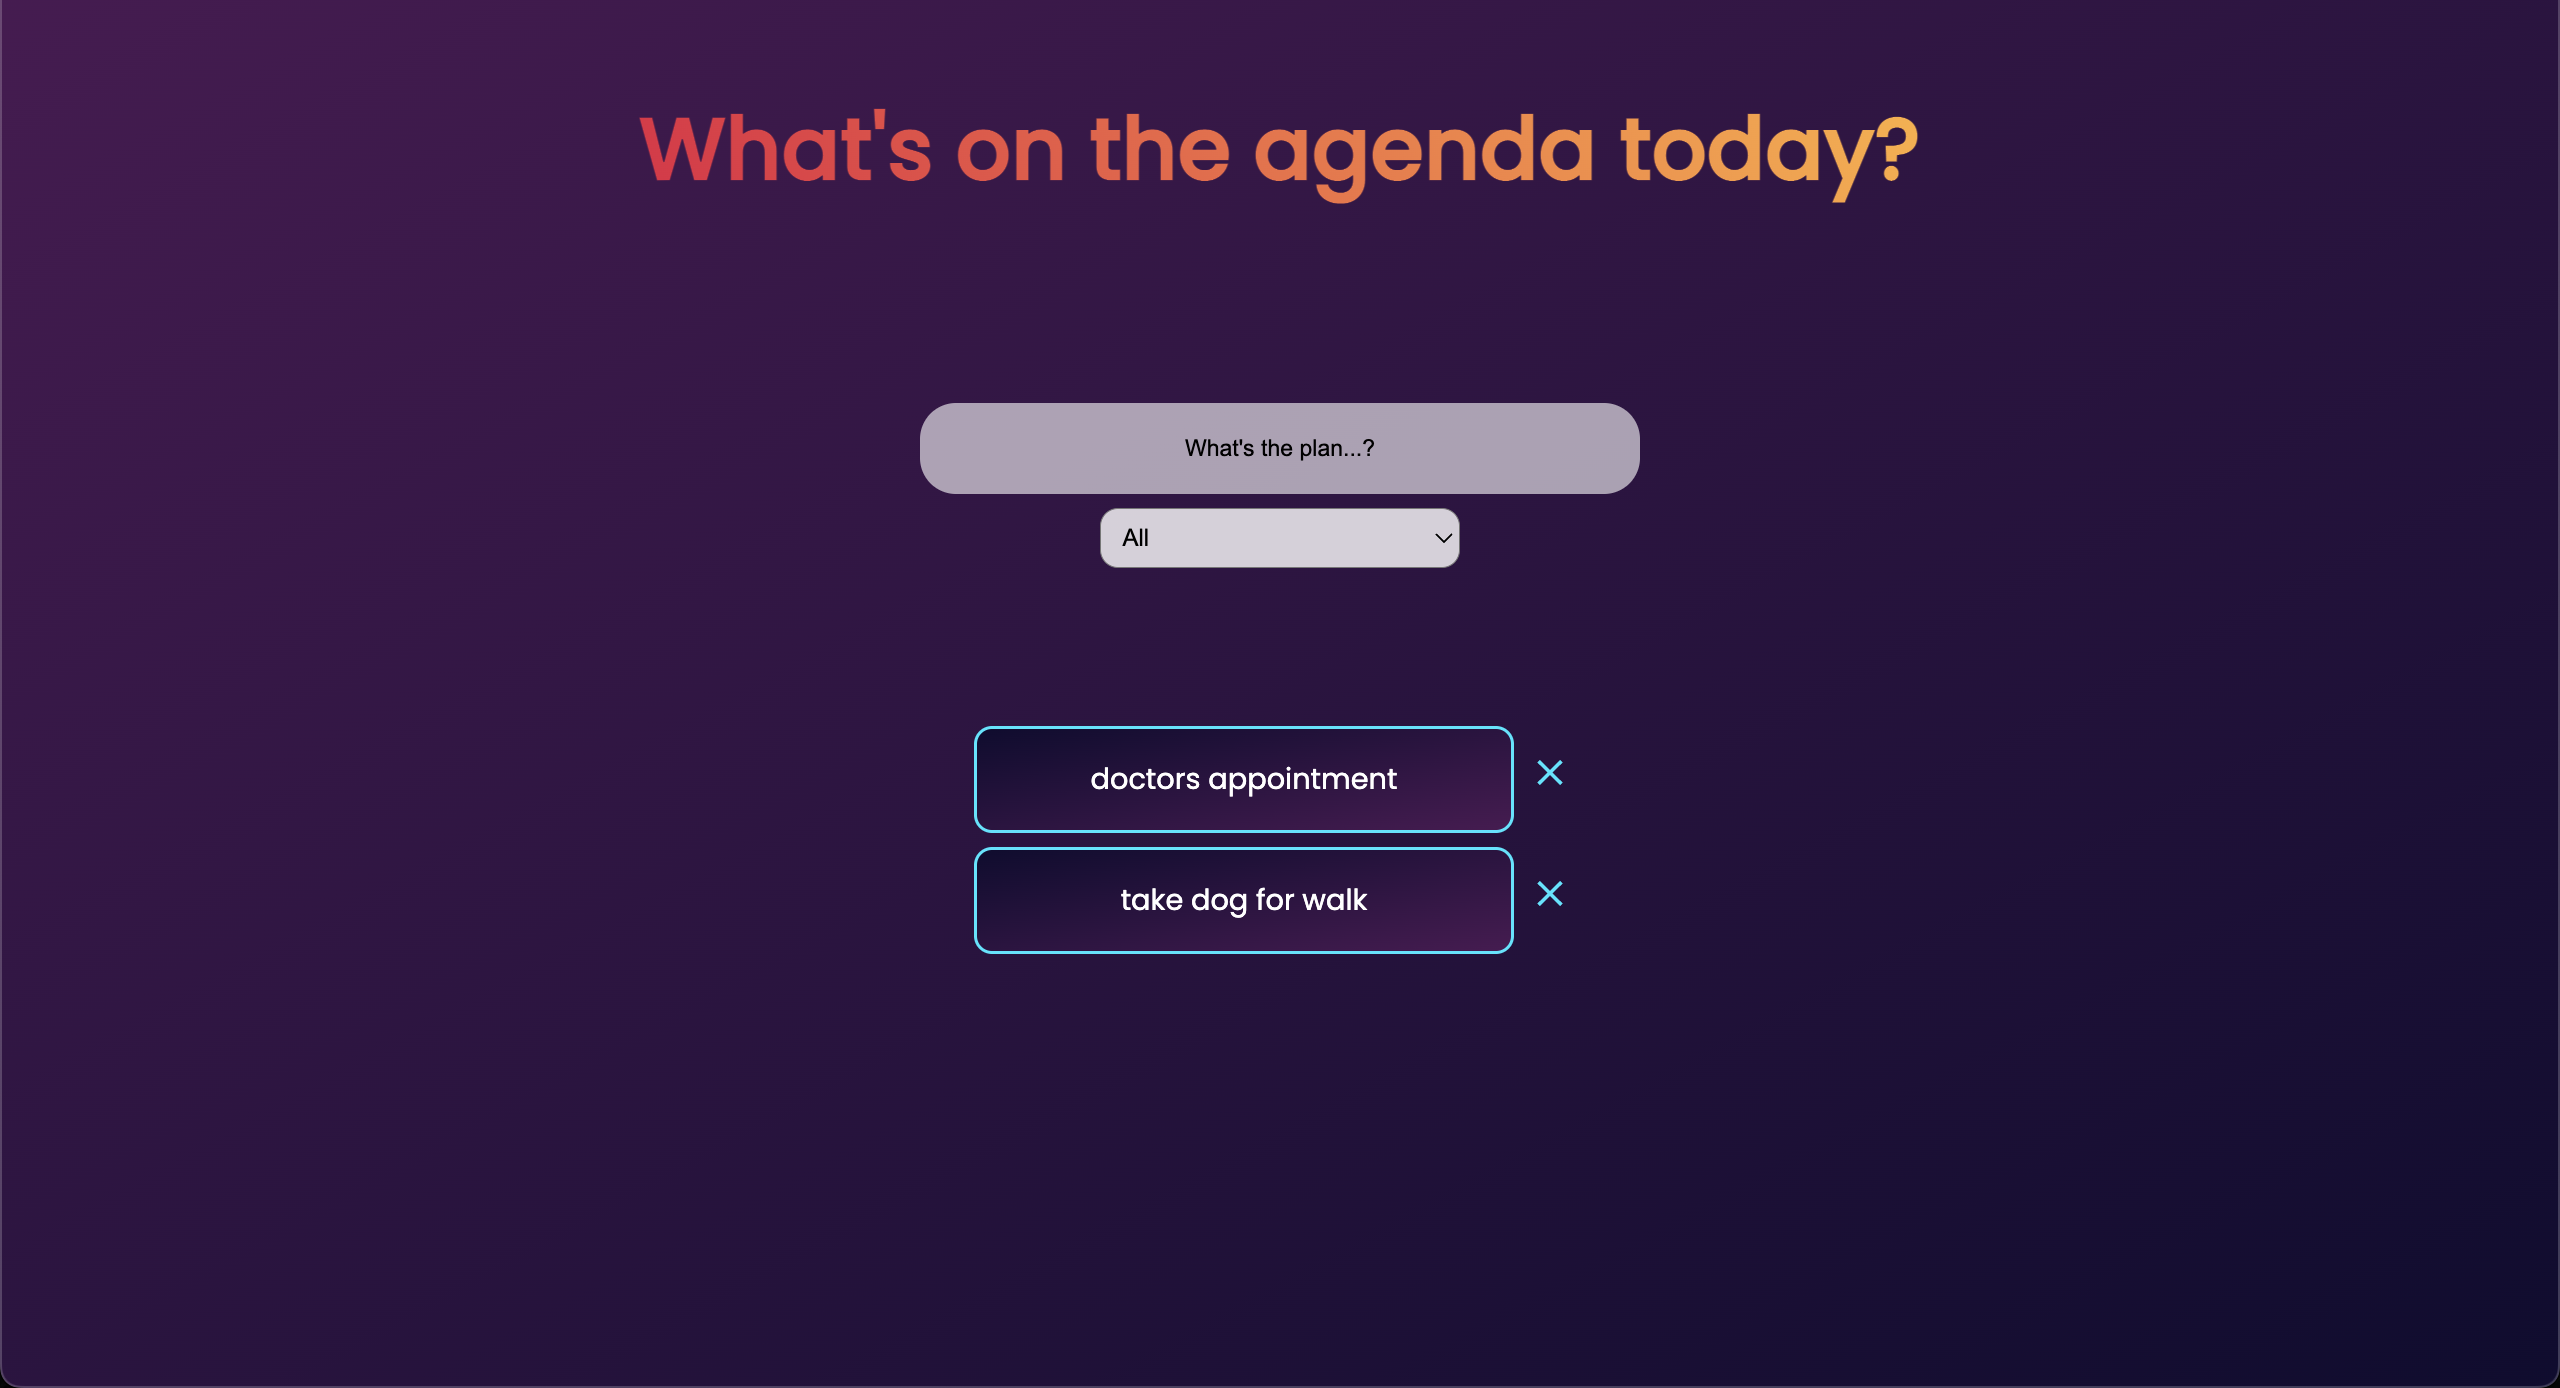 What's on the agenda today?
What's the plan...?
All
doctors appointment
take dog for walk